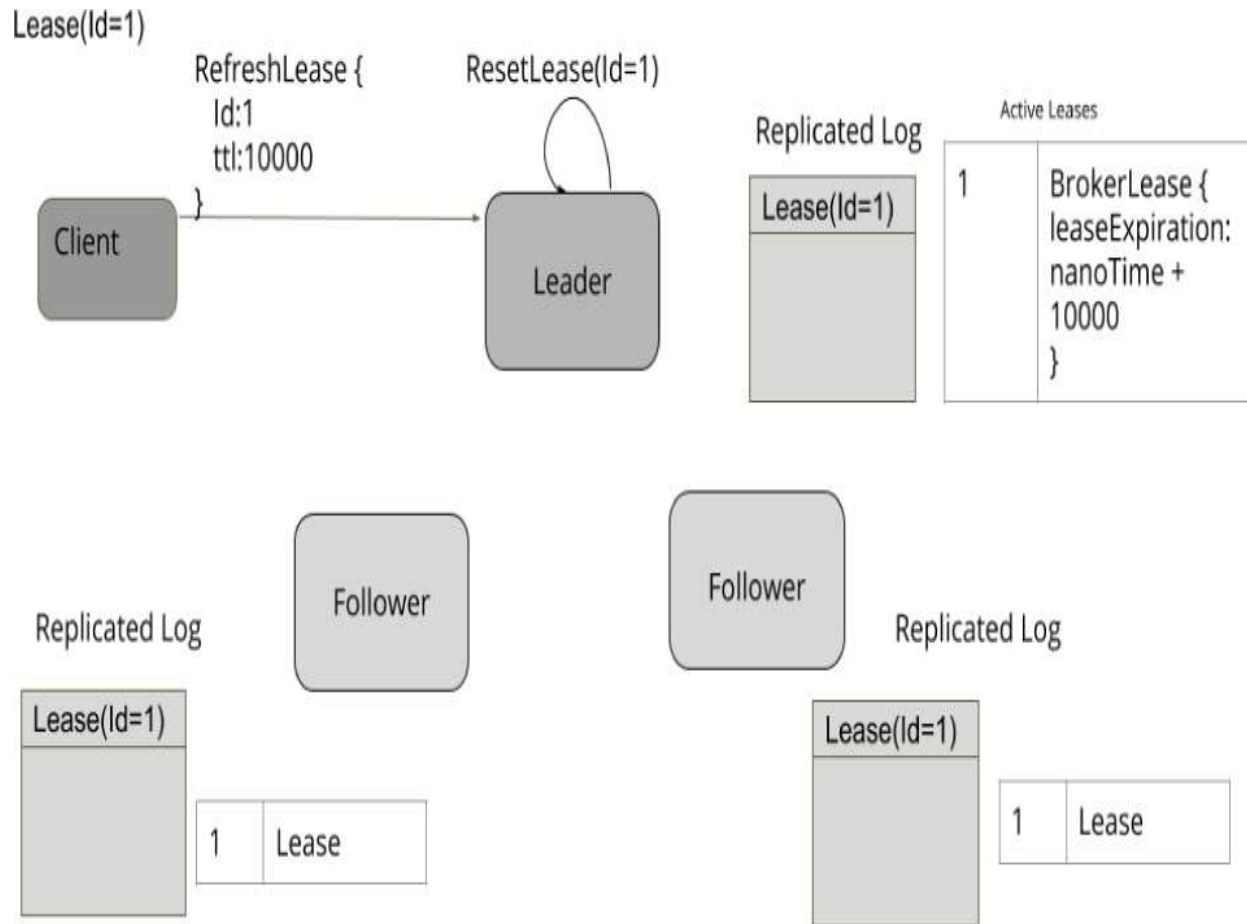 Lease(Id=1)
RefreshLease {
Id:1
ttl:10000
}
ResetLease(Id=1)
Client
Leader
Replicated Log
Lease(Id=1)
Active Leases
1
BrokerLease {
leaseExpiration:
nanoTime +
10000
}
Follower
Follower
Replicated Log
Lease(Id=1)
1
Lease
Replicated Log
Lease(Id=1)
1
Lease